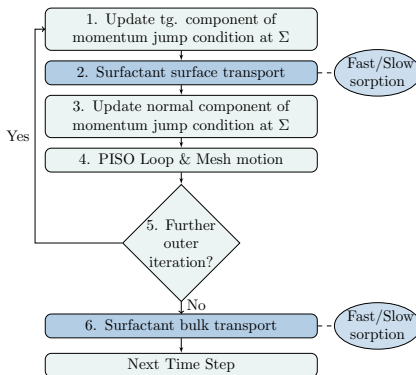 1. Update tg. component of
momentum jump condition at Σ
2. Surfactant surface transport
Fast/Slow
sorption
3. Update normal component of
momentum jump condition at Σ
Yes
4. PISO Loop & Mesh motion
5. Further
outer
iteration?
No
6. Surfactant bulk transport
Fast/Slow
sorption
Next Time Step